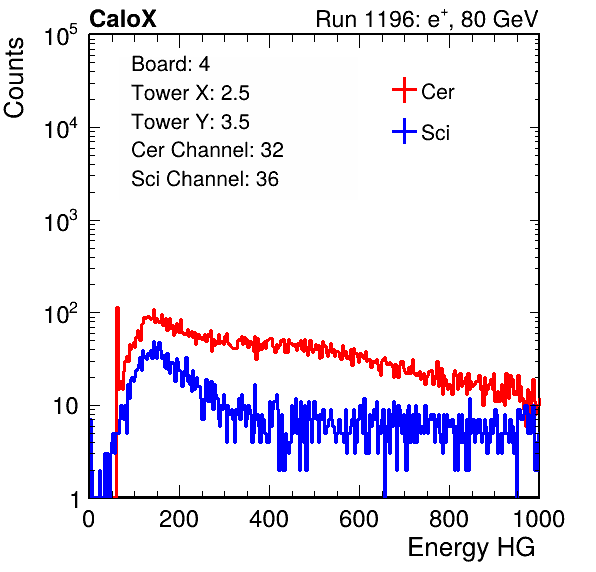 CaloX Run 1196: e⁺, 80 GeV
Counts
10⁵
10⁴
10³
10²
10
1
Board: 4
Tower X: 2.5
Tower Y: 3.5
Cer Channel: 32
Sci Channel: 36
Cer
Sci
0 200 400 600 800 1000
Energy HG